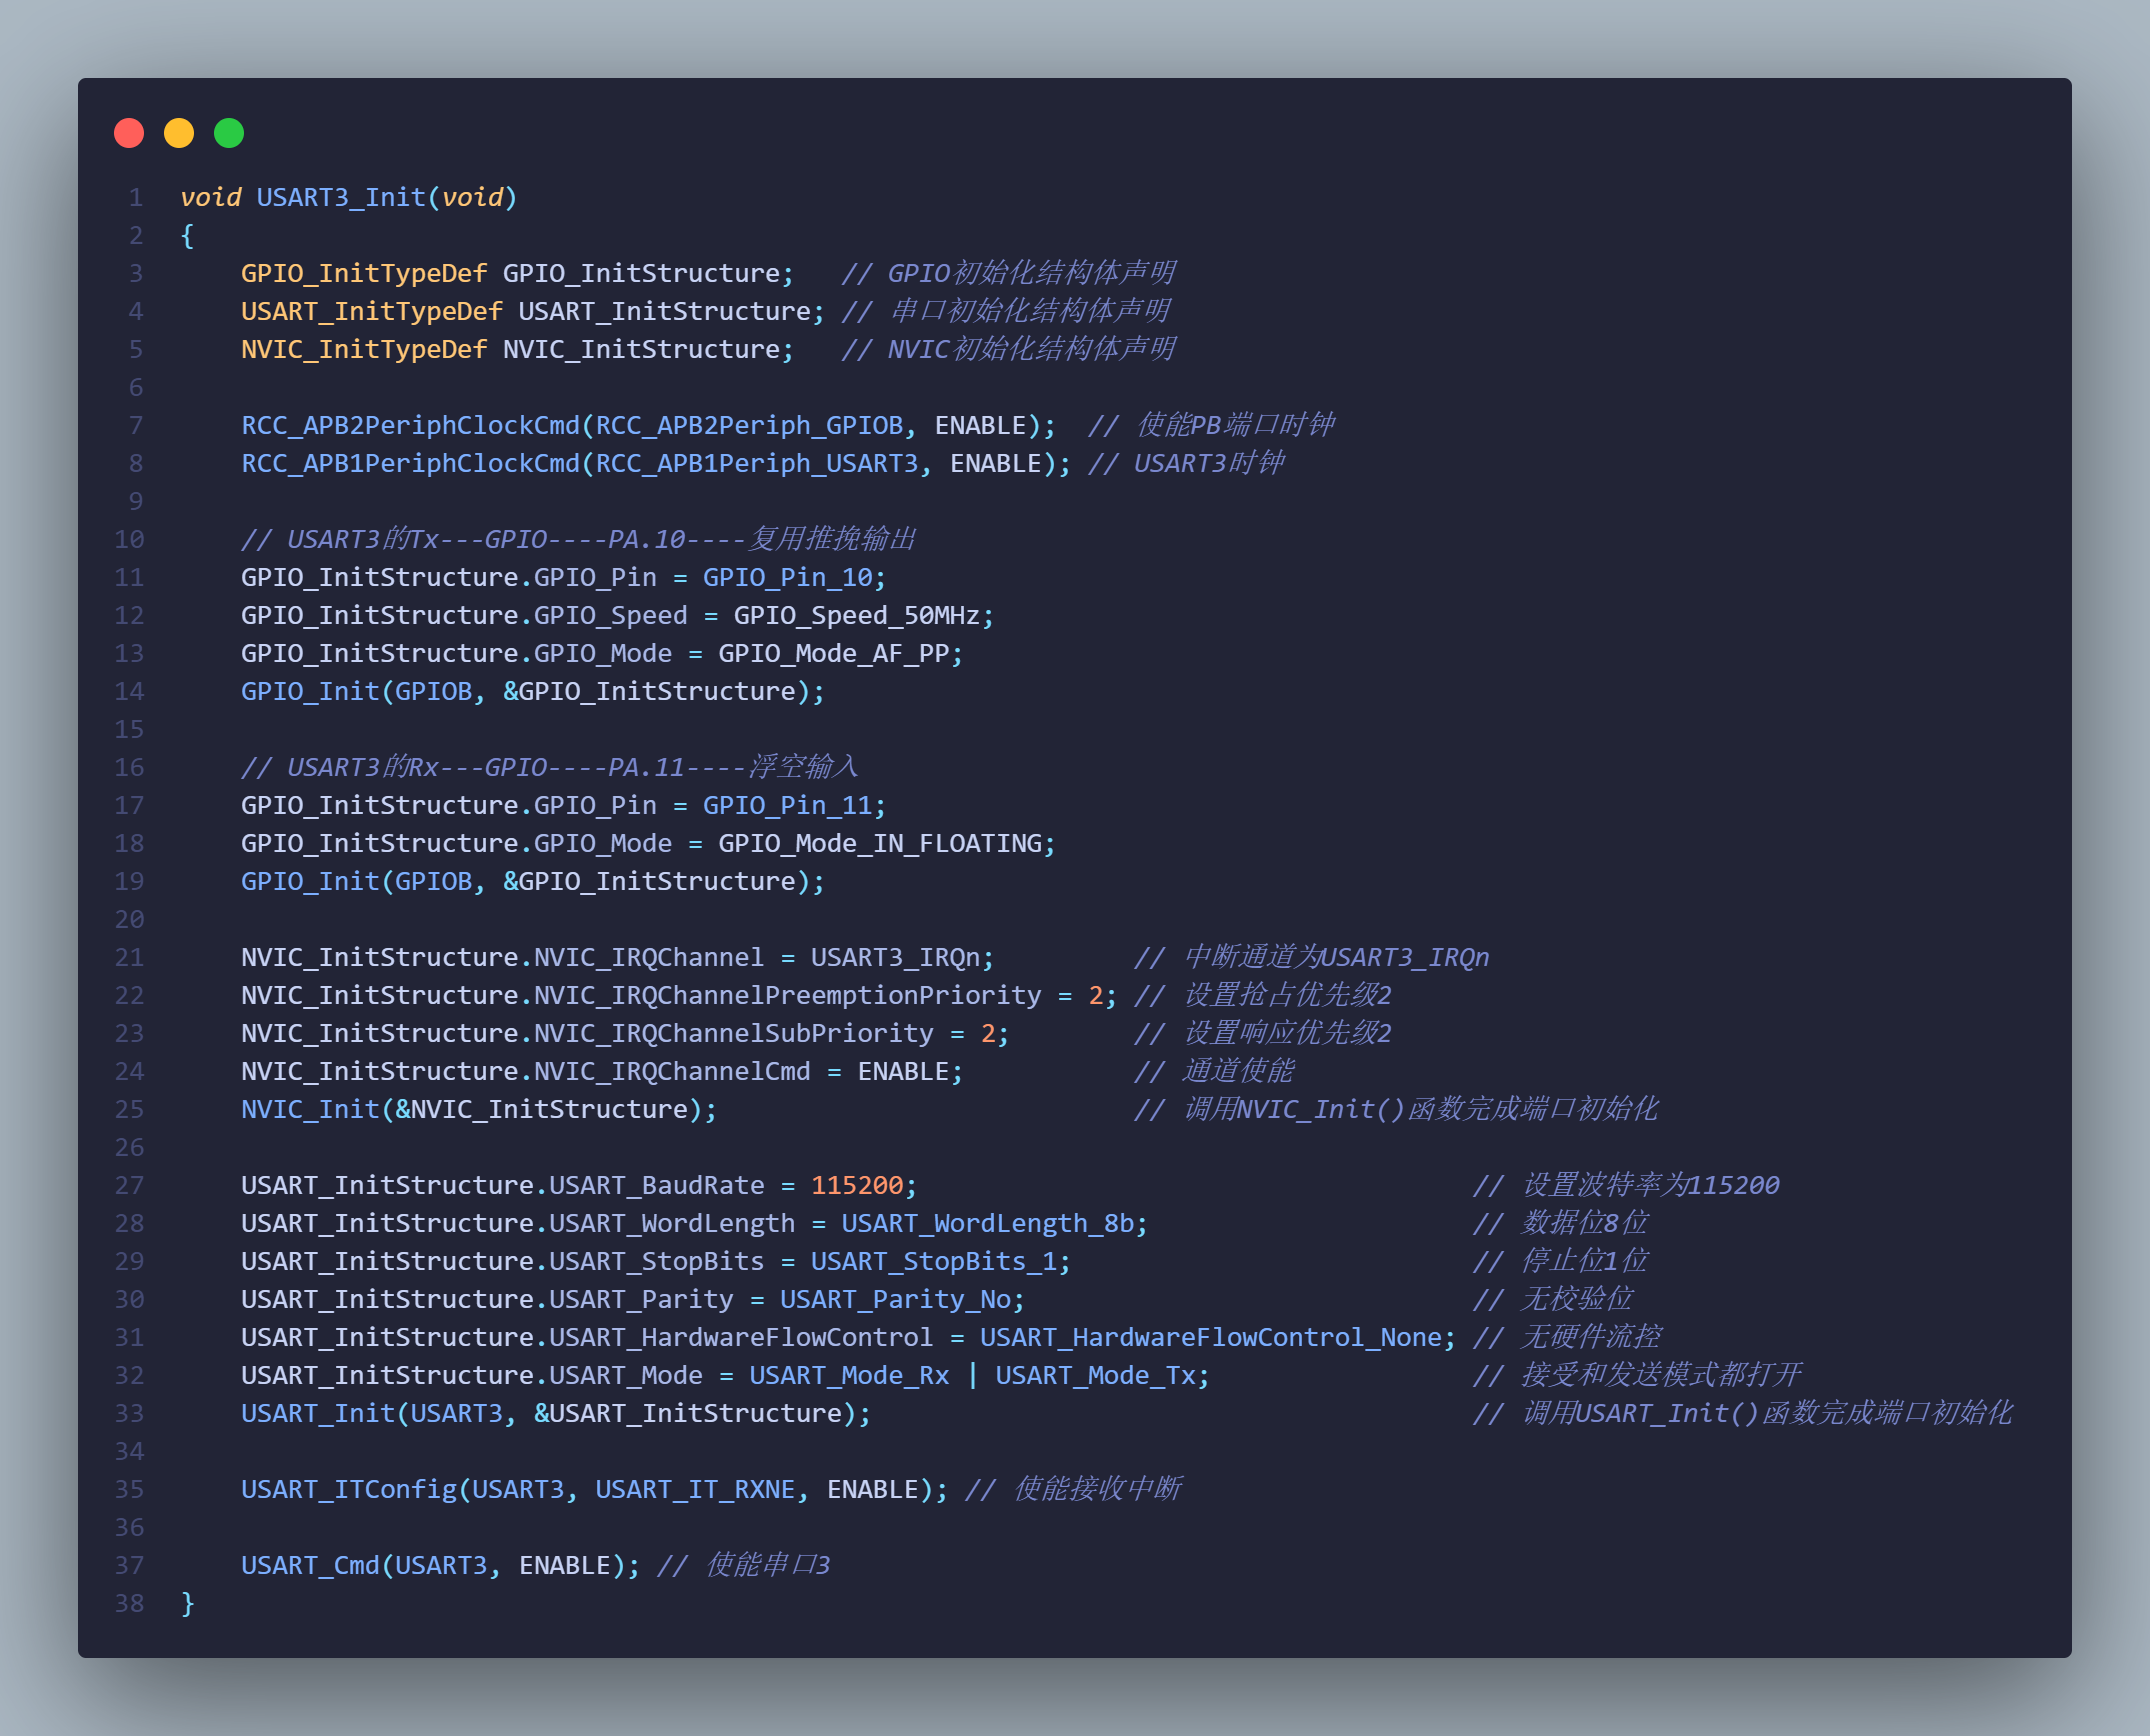 1 void USART3_Init(void)
2 {
3     GPIO_InitTypeDef GPIO_InitStructure;   // GPIO初始化结构体声明
4     USART_InitTypeDef USART_InitStructure; // 串口初始化结构体声明
5     NVIC_InitTypeDef NVIC_InitStructure;   // NVIC初始化结构体声明
6
7     RCC_APB2PeriphClockCmd(RCC_APB2Periph_GPIOB, ENABLE);  // 使能PB端口时钟
8     RCC_APB1PeriphClockCmd(RCC_APB1Periph_USART3, ENABLE); // USART3时钟
9
10     // USART3的Tx---GPIO----PA.10----复用推挽输出
11     GPIO_InitStructure.GPIO_Pin = GPIO_Pin_10;
12     GPIO_InitStructure.GPIO_Speed = GPIO_Speed_50MHz;
13     GPIO_InitStructure.GPIO_Mode = GPIO_Mode_AF_PP;
14     GPIO_Init(GPIOB, &GPIO_InitStructure);
15
16     // USART3的Rx---GPIO----PA.11----浮空输入
17     GPIO_InitStructure.GPIO_Pin = GPIO_Pin_11;
18     GPIO_InitStructure.GPIO_Mode = GPIO_Mode_IN_FLOATING;
19     GPIO_Init(GPIOB, &GPIO_InitStructure);
20
21     NVIC_InitStructure.NVIC_IRQChannel = USART3_IRQn;         // 中断通道为USART3_IRQn
22     NVIC_InitStructure.NVIC_IRQChannelPreemptionPriority = 2; // 设置抢占优先级2
23     NVIC_InitStructure.NVIC_IRQChannelSubPriority = 2;        // 设置响应优先级2
24     NVIC_InitStructure.NVIC_IRQChannelCmd = ENABLE;           // 通道使能
25     NVIC_Init(&NVIC_InitStructure);                           // 调用NVIC_Init()函数完成端口初始化
26
27     USART_InitStructure.USART_BaudRate = 115200;                                    // 设置波特率为115200
28     USART_InitStructure.USART_WordLength = USART_WordLength_8b;                     // 数据位8位
29     USART_InitStructure.USART_StopBits = USART_StopBits_1;                          // 停止位1位
30     USART_InitStructure.USART_Parity = USART_Parity_No;                             // 无校验位
31     USART_InitStructure.USART_HardwareFlowControl = USART_HardwareFlowControl_None; // 无硬件流控
32     USART_InitStructure.USART_Mode = USART_Mode_Rx | USART_Mode_Tx;                 // 接受和发送模式都打开
33     USART_Init(USART3, &USART_InitStructure);                                       // 调用USART_Init()函数完成端口初始化
34
35     USART_ITConfig(USART3, USART_IT_RXNE, ENABLE); // 使能接收中断
36
37     USART_Cmd(USART3, ENABLE); // 使能串口3
38 }